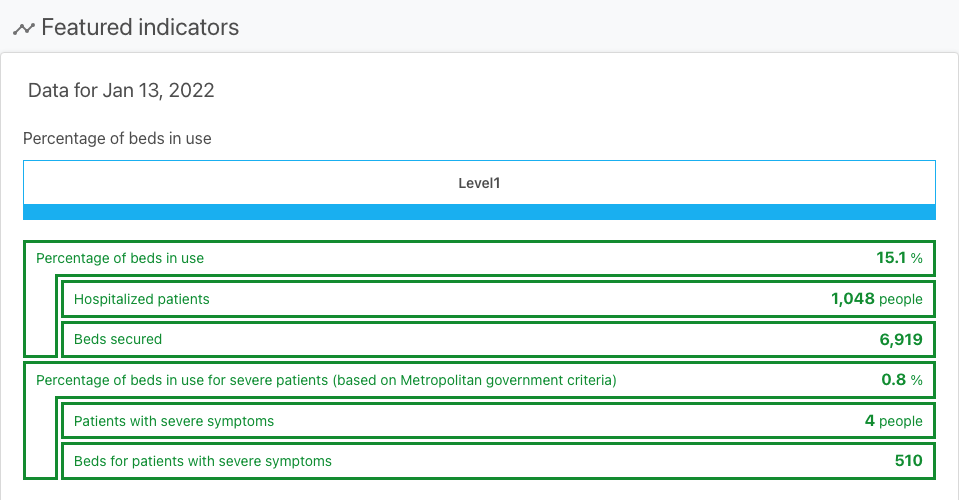 Featured indicators
Data for Jan 13, 2022
Percentage of beds in use
Level1
Percentage of beds in use 15.1 %
Hospitalized patients 1,048 people
Beds secured 6,919
Percentage of beds in use for severe patients (based on Metropolitan government criteria) 0.8 %
Patients with severe symptoms 4 people
Beds for patients with severe symptoms 510